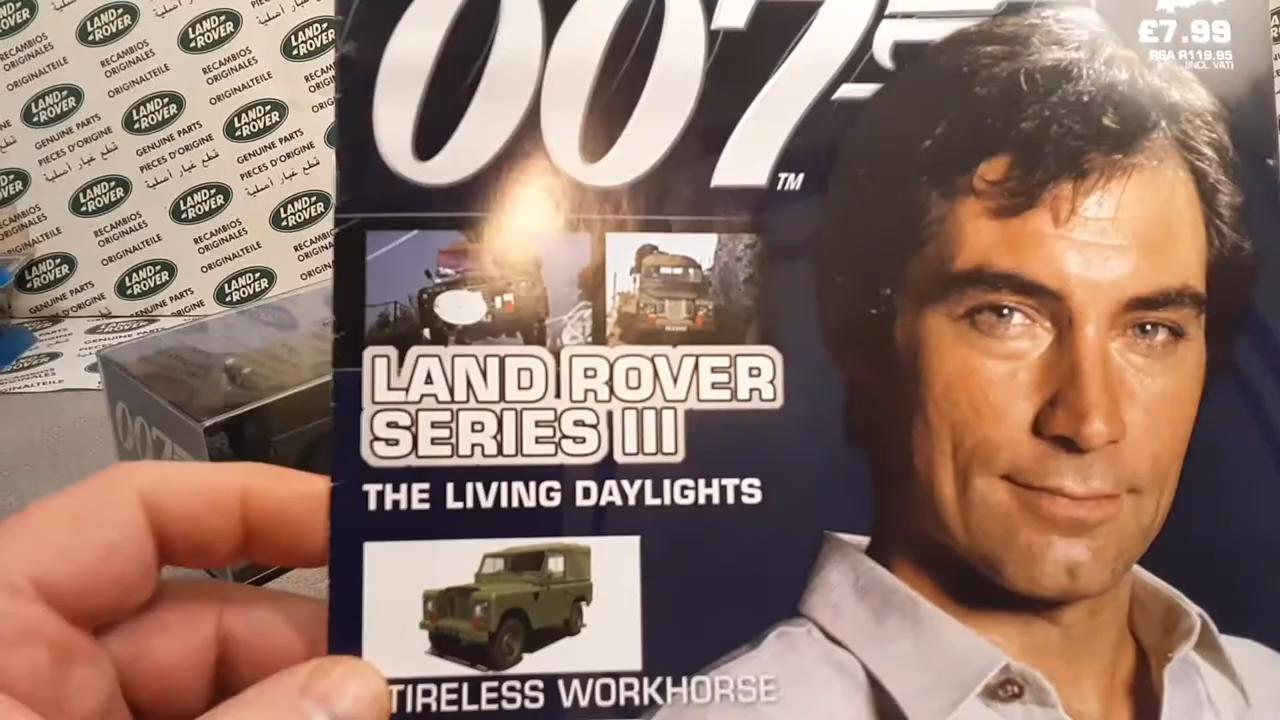 007
TM
£7.99
RSA R119.95
(INCL VAT)
LAND ROVER
SERIES III
THE LIVING DAYLIGHTS
TIRELESS WORKHORSE
007
LAND
ROVER
RECAMBIOS
ORIGINALES
ORIGINALTEILE
GENUINE PARTS
PIECES D'ORIGINE
قطع غيار أصلية